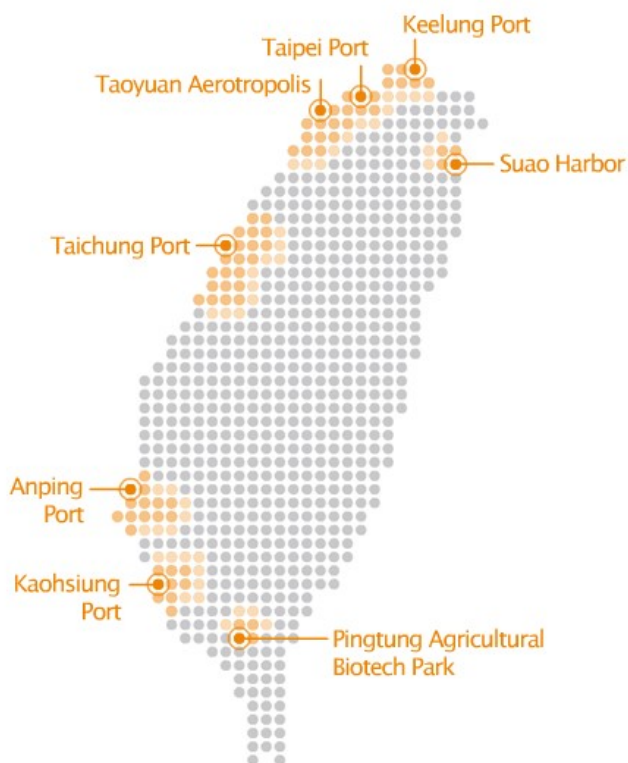 Keelung Port
Taipei Port
Taoyuan Aerotropolis
Suao Harbor
Taichung Port
Anping
Port
Kaohsiung
Port
Pingtung Agricultural
Biotech Park